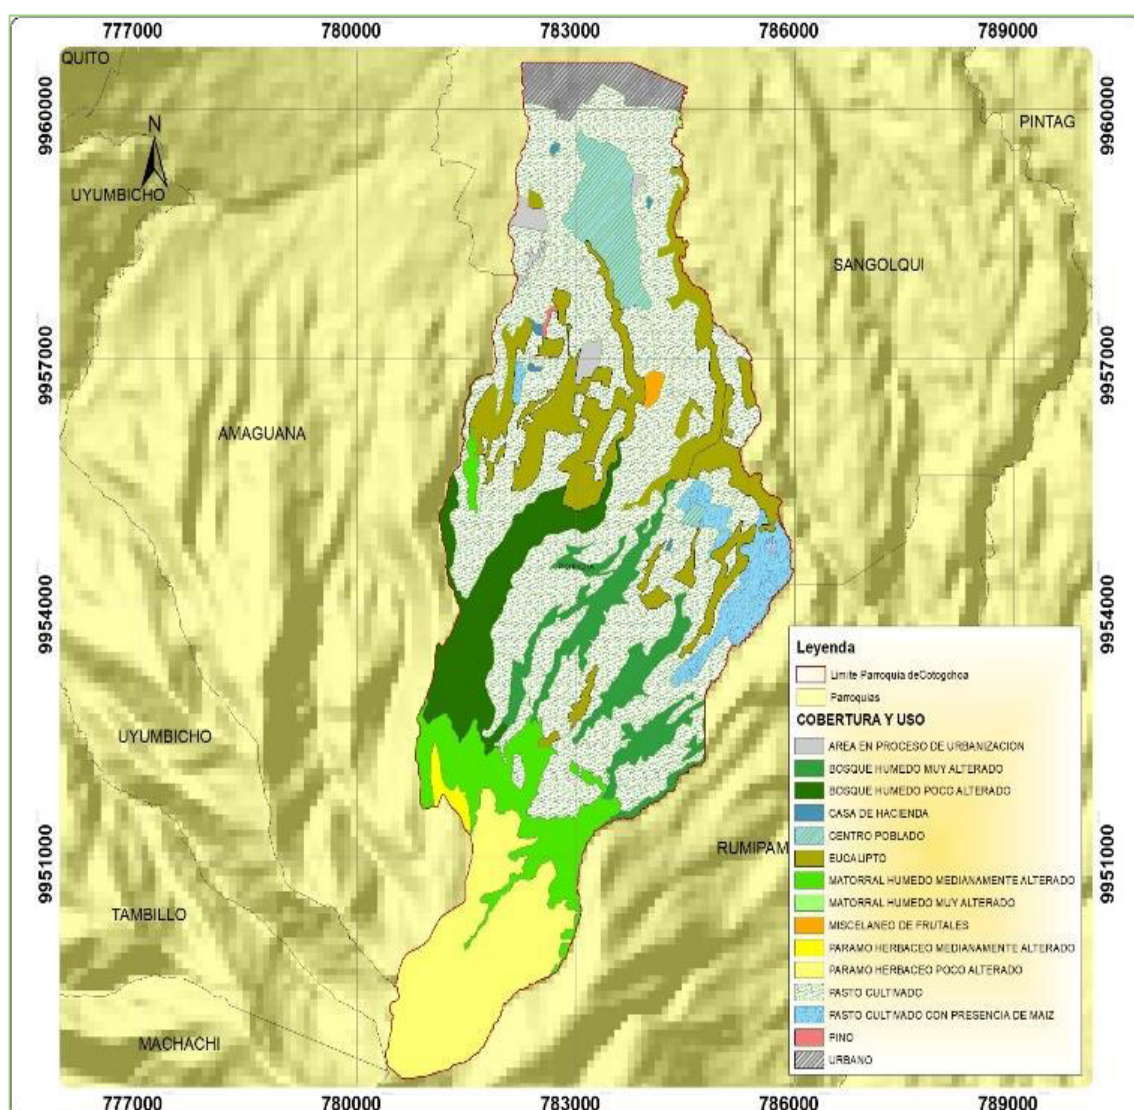 777000 780000 783000 786000 789000
QUITO
9960000
9960000
PINTAG
N
UYUMBICHO
SANGOLQUI
9957000
9957000
AMAGUANA
9954000
9954000
Leyenda
Limite Parroquia deCotogchoa
Parroquias
COBERTURA Y USO
UYUMBICHO
AREA EN PROCESO DE URBANIZACION
BOSQUE HUMEDO MUY ALTERADO
BOSQUE HUMEDO POCO ALTERADO
CASA DE HACIENDA
CENTRO POBLADO
RUMIPAM
9951000
9951000
EUCALIPTO
MATORRAL HUMEDO MEDIANAMENTE ALTERADO
MATORRAL HUMEDO MUY ALTERADO
TAMBILLO
MISCELANEO DE FRUTALES
PARAMO HERBACEO MEDIANAMENTE ALTERADO
PARAMO HERBACEO POCO ALTERADO
PASTO CULTIVADO
PASTO CULTIVADO CON PRESENCIA DE MAIZ
MACHACHI
PINO
URBANO
777000 780000 783000 786000 789000